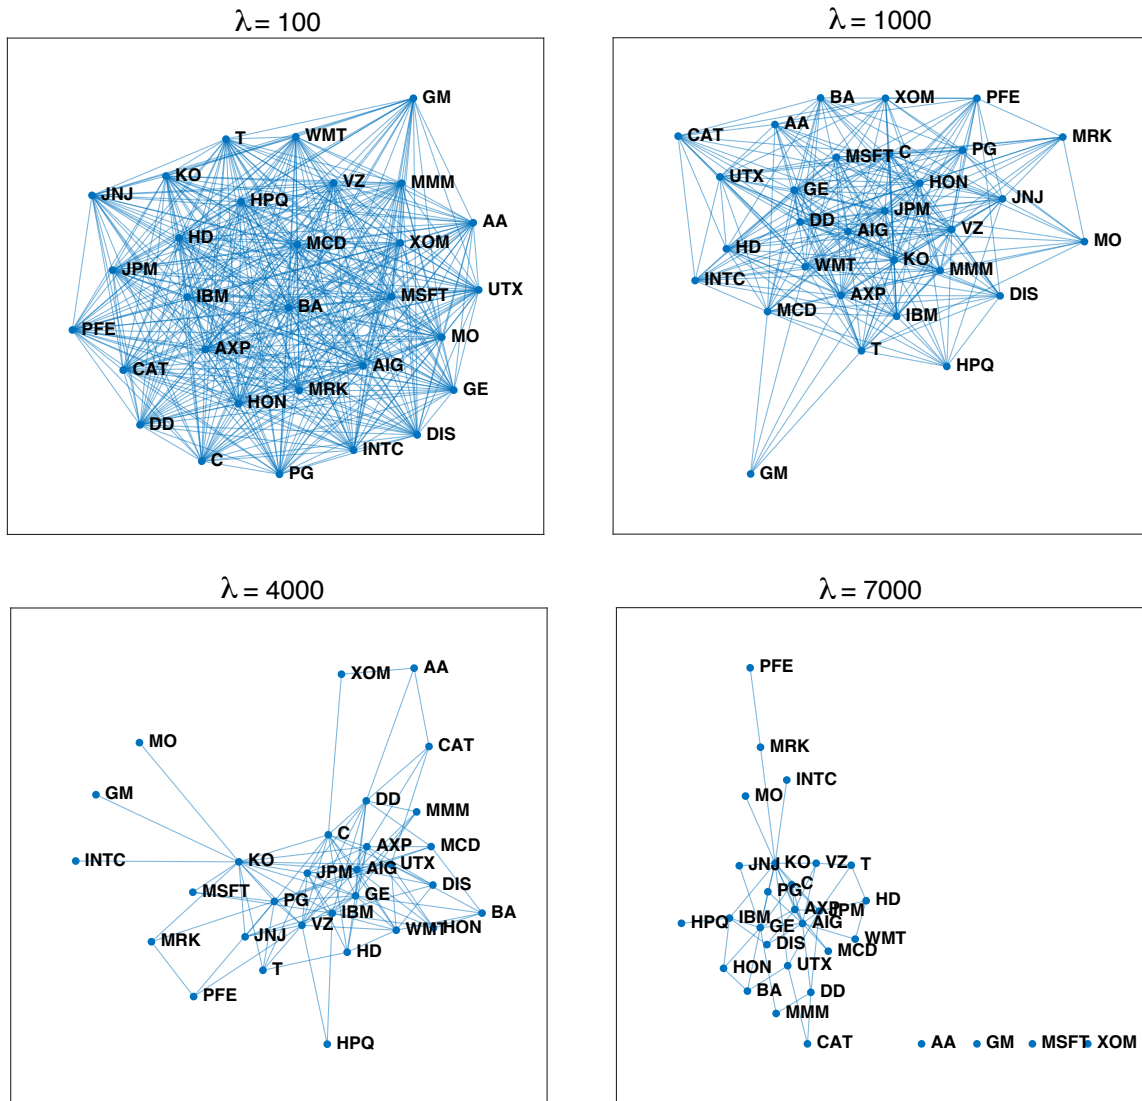 λ = 100
GM
T
WMT
KO
VZ
MMM
JNJ
HPQ
AA
HD
MCD
XOM
JPM
UTX
IBM
MSFT
BA
PFE
MO
AXP
AIG
CAT
MRK
GE
HON
DD
DIS
INTC
C
PG
λ = 1000
BA
XOM
PFE
AA
CAT
MRK
MSFT
C
PG
UTX
HON
GE
JNJ
JPM
DD
AIG
VZ
MO
HD
KO
WMT
MMM
INTC
AXP
DIS
MCD
IBM
T
HPQ
GM
λ = 4000
AA
XOM
MO
CAT
GM
DD
MMM
C
AXP
MCD
KO
INTC
UTX
JPM
AIG
DIS
MSFT
GE
PG
IBM
BA
VZ
HON
WMT
JNJ
MRK
HD
T
PFE
HPQ
λ = 7000
PFE
MRK
INTC
MO
JNJ
KO
VZ
T
C
PG
HD
AXP
JPM
IBM
HPQ
AIG
GE
WMT
DIS
MCD
HON
UTX
BA
DD
MMM
CAT
AA
GM
MSFT
XOM